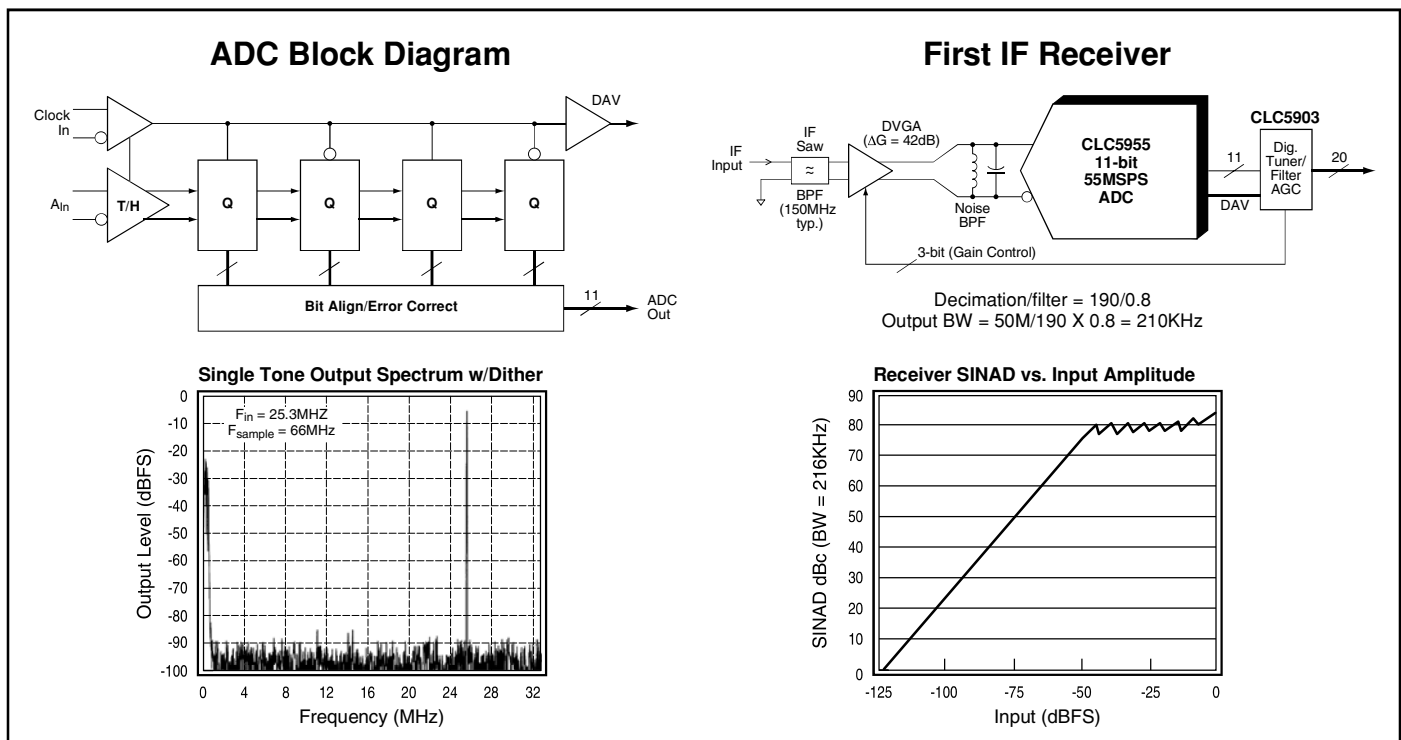 ADC Block Diagram
Clock
In
DAV
AIn
T/H
Q
Q
Q
Q
Bit Align/Error Correct
11
ADC
Out
First IF Receiver
IF
Input
IF
Saw
≈
BPF
(150MHz
typ.)
DVGA
(ΔG = 42dB)
Noise
BPF
CLC5955
11-bit
55MSPS
ADC
11
DAV
CLC5903
Dig.
Tuner/
Filter
AGC
20
3-bit (Gain Control)
Decimation/filter = 190/0.8
Output BW = 50M/190 X 0.8 = 210KHz
Single Tone Output Spectrum w/Dither
Fin = 25.3MHZ
Fsample = 66MHz
Output Level (dBFS)
0
-10
-20
-30
-40
-50
-60
-70
-80
-90
-100
0 4 8 12 16 20 24 28 32
Frequency (MHz)
Receiver SINAD vs. Input Amplitude
SINAD dBc (BW = 216KHz)
90
80
70
60
50
40
30
20
10
0
-125 -100 -75 -50 -25 0
Input (dBFS)